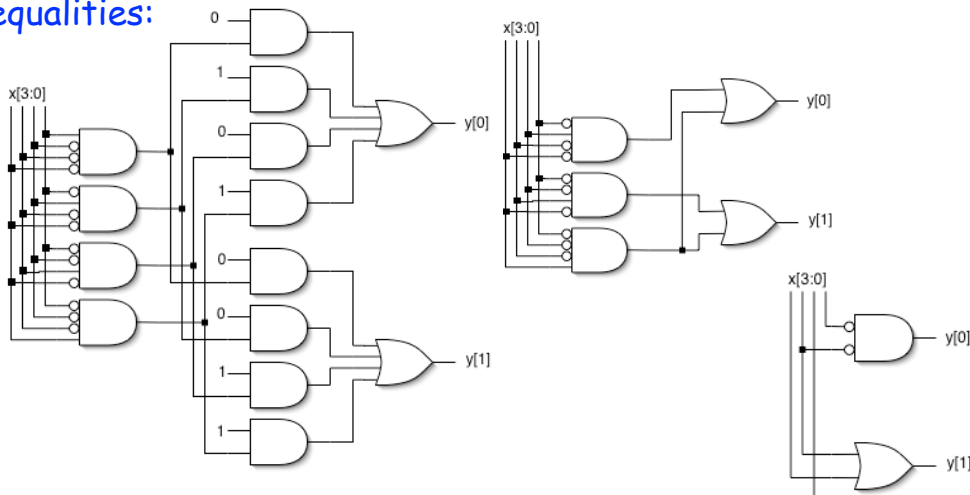 equalities:
x[3:0]
0
1
0
1
y[0]
0
0
1
1
y[1]
x[3:0]
y[0]
y[1]
x[3:0]
y[0]
y[1]